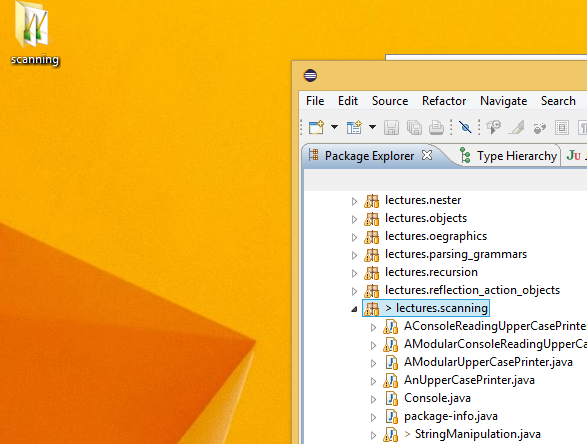 scanning
File Edit Source Refactor Navigate Search
Package Explorer Type Hierarchy Ju
lectures.nester
lectures.objects
lectures.oegraphics
lectures.parsing_grammars
lectures.recursion
lectures.reflection_action_objects
> lectures.scanning
AConsoleReadingUpperCasePrinte
AModularConsoleReadingUpperCa
AModularUpperCasePrinter.java
AnUpperCasePrinter.java
Console.java
package-info.java
> StringManipulation.java